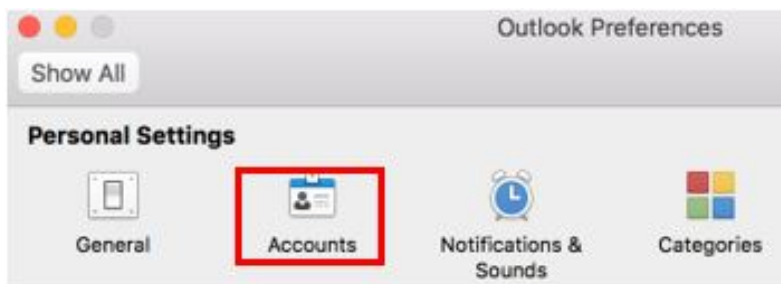 Outlook Preferences
Show All
Personal Settings
General
Accounts
Notifications &
Sounds
Categories